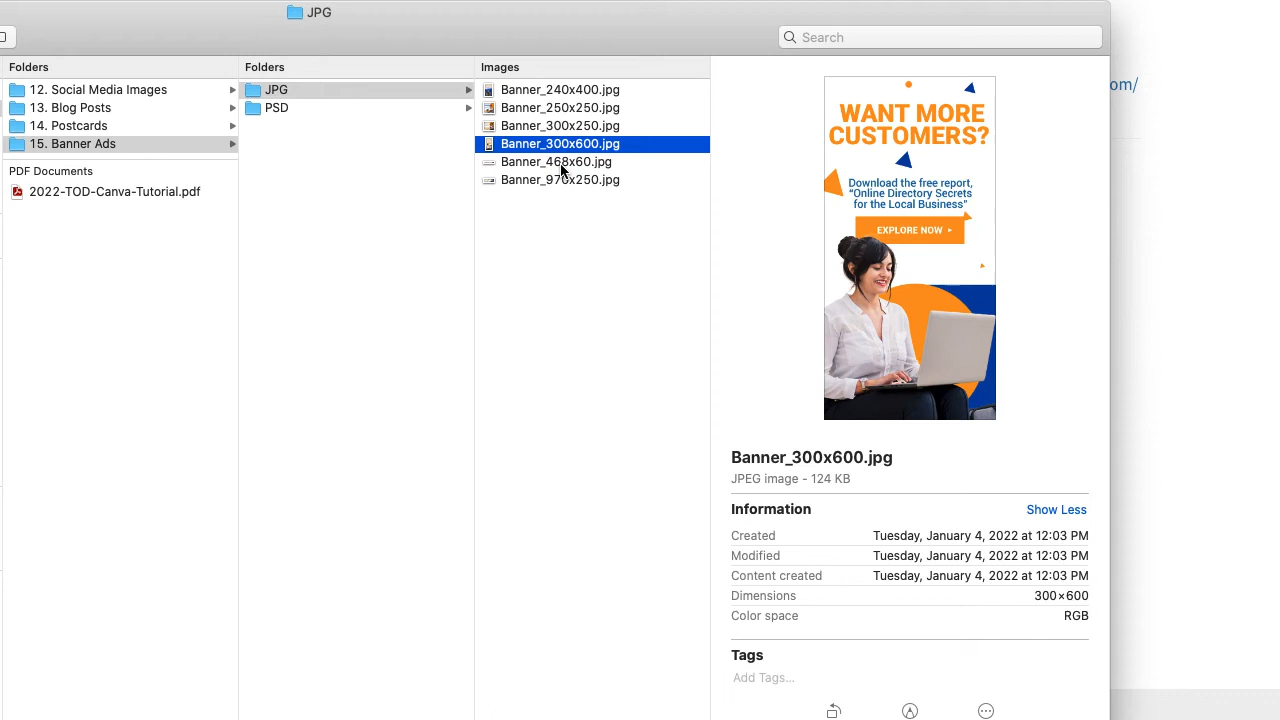 JPG
Search
om/
Folders
12. Social Media Images
13. Blog Posts
14. Postcards
15. Banner Ads
PDF Documents
2022-TOD-Canva-Tutorial.pdf
Folders
JPG
PSD
Images
Banner_240x400.jpg
Banner_250x250.jpg
Banner_300x250.jpg
Banner_300x600.jpg
Banner_468x60.jpg
Banner_970x250.jpg
WANT MORE
CUSTOMERS?
Download the free report,
"Online Directory Secrets
for the Local Business"
EXPLORE NOW
Banner_300x600.jpg
JPEG image - 124 KB
Information Show Less
Created Tuesday, January 4, 2022 at 12:03 PM
Modified Tuesday, January 4, 2022 at 12:03 PM
Content created Tuesday, January 4, 2022 at 12:03 PM
Dimensions 300×600
Color space RGB
Tags
Add Tags...